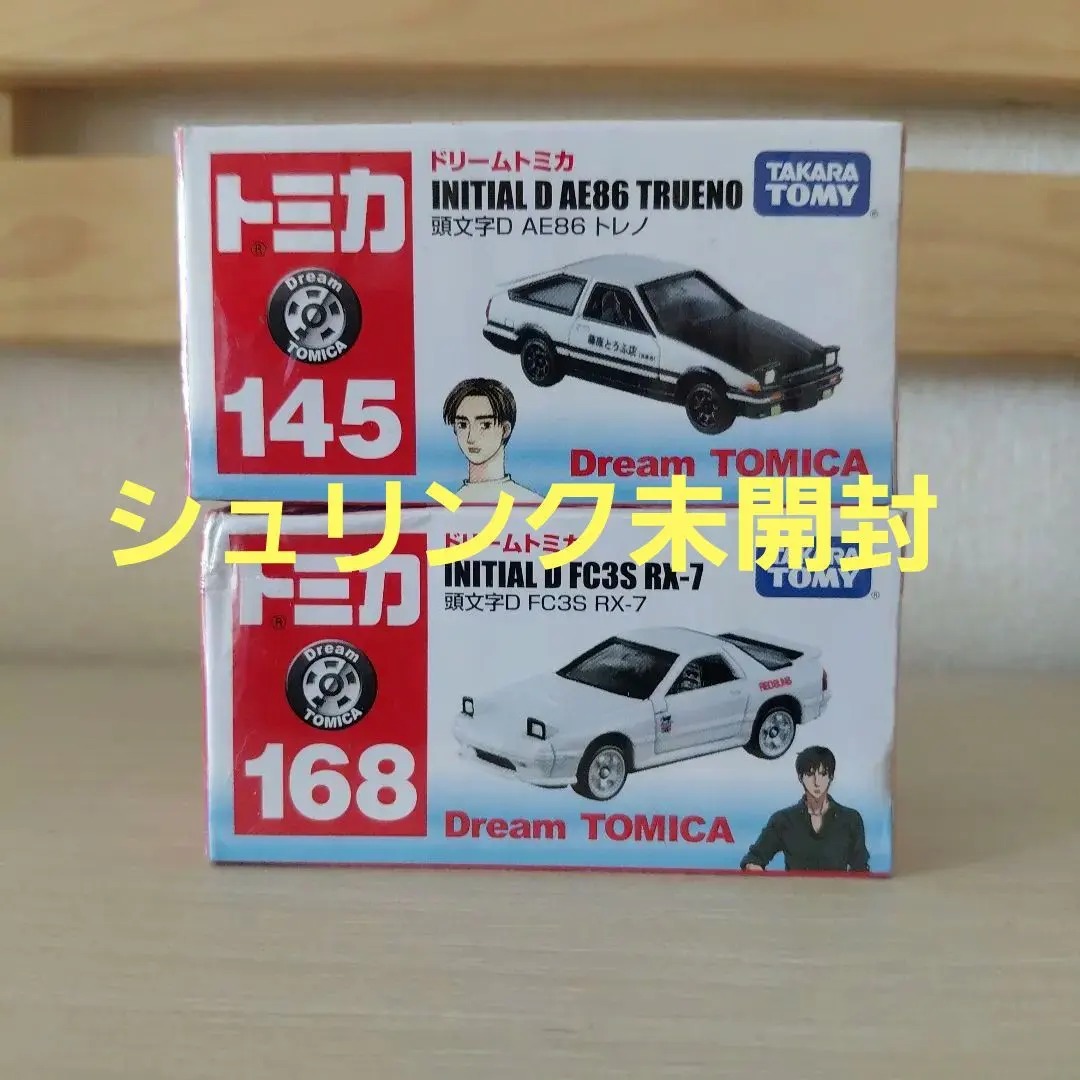 トミカ
®
Dream
TOMICA
145
ドリームトミカ
INITIAL D AE86 TRUENO
頭文字D AE86 トレノ
TAKARA
TOMY
®
Dream TOMICA
シュリンク未開封
トミカ
®
Dream
TOMICA
168
ドリームトミカ
INITIAL D FC3S RX-7
頭文字D FC3S RX-7
TAKARA
TOMY
®
REDSUNS
Dream TOMICA